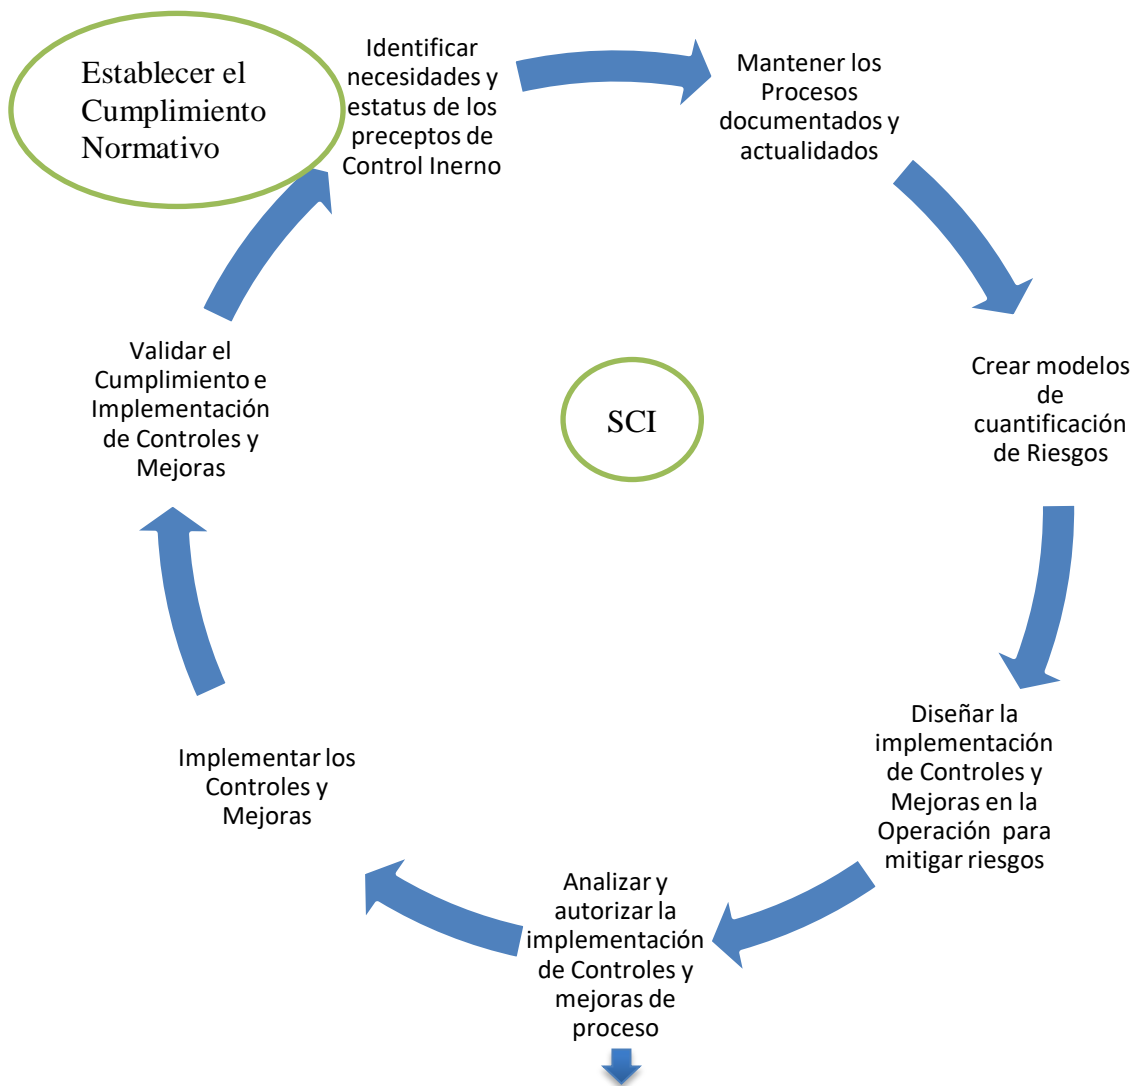 Establecer el
Cumplimiento
Normativo
Identificar
necesidades y
estatus de los
preceptos de
Control Inerno
Mantener los
Procesos
documentados y
actualidados
Crear modelos
de
cuantificación
de Riesgos
Diseñar la
implementación
de Controles y
Mejoras en la
Operación para
mitigar riesgos
Analizar y
autorizar la
implementación
de Controles y
mejoras de
proceso
Implementar los
Controles y
Mejoras
Validar el
Cumplimiento e
Implementación
de Controles y
Mejoras
SCI